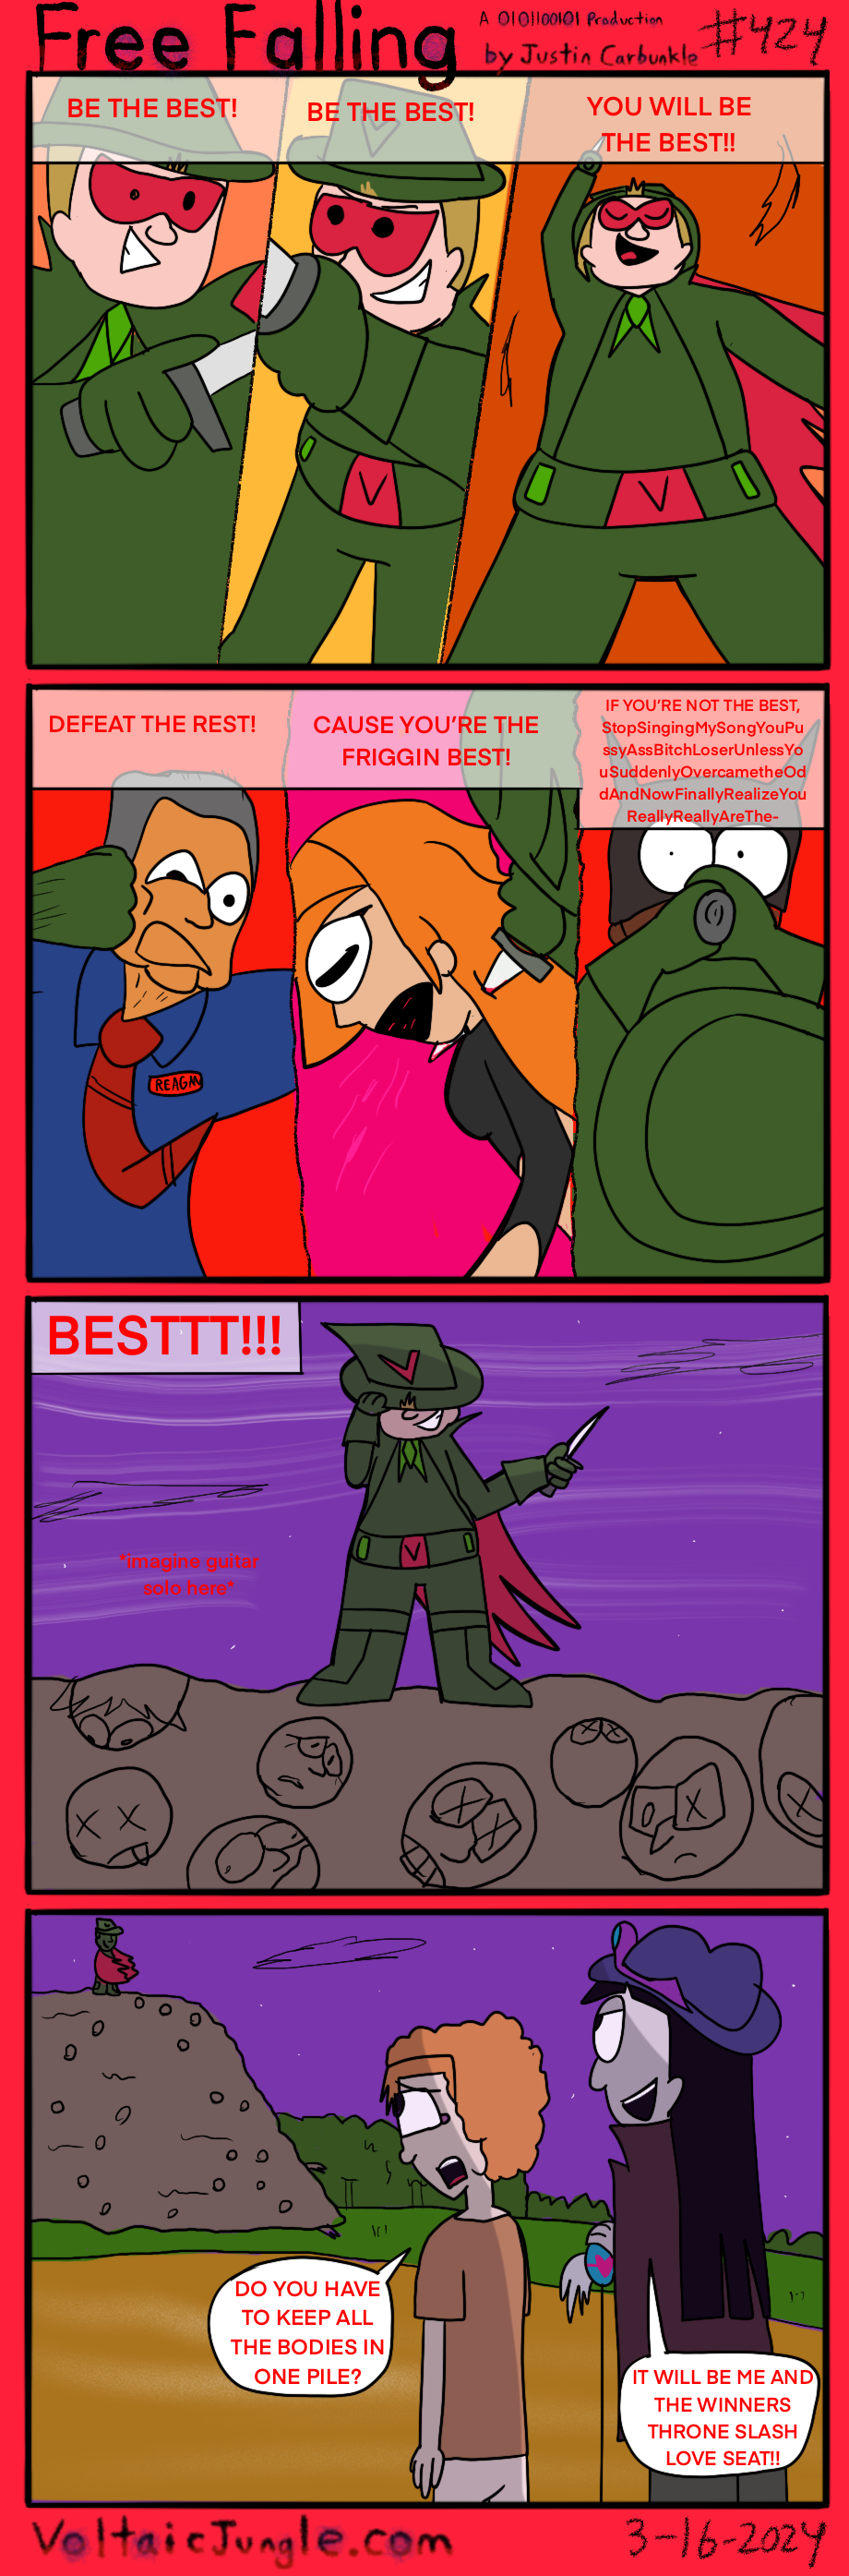 Free Falling
A 0101100101 Production
by Justin Carbunkle
#424
BE THE BEST!
BE THE BEST!
YOU WILL BE
THE BEST!!
V
V
DEFEAT THE REST!
CAUSE YOU'RE THE
FRIGGIN BEST!
IF YOU'RE NOT THE BEST,
StopSingingMySongYouPu
ssyAssBitchLoserUnlessYo
uSuddenlyOvercametheOd
dAndNowFinallyRealizeYou
ReallyReallyAreThe-
REAGM
BESTTT!!!
V
*imagine guitar
solo here*
DO YOU HAVE
TO KEEP ALL
THE BODIES IN
ONE PILE?
IT WILL BE ME AND
THE WINNERS
THRONE SLASH
LOVE SEAT!!
VoltaicJungle.com
3-16-2024